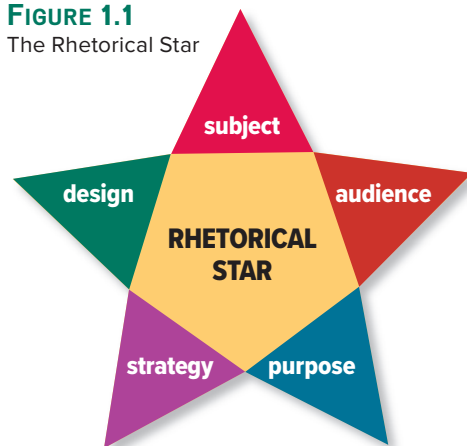 FIGURE 1.1
The Rhetorical Star
subject
design
audience
RHETORICAL
STAR
strategy
purpose